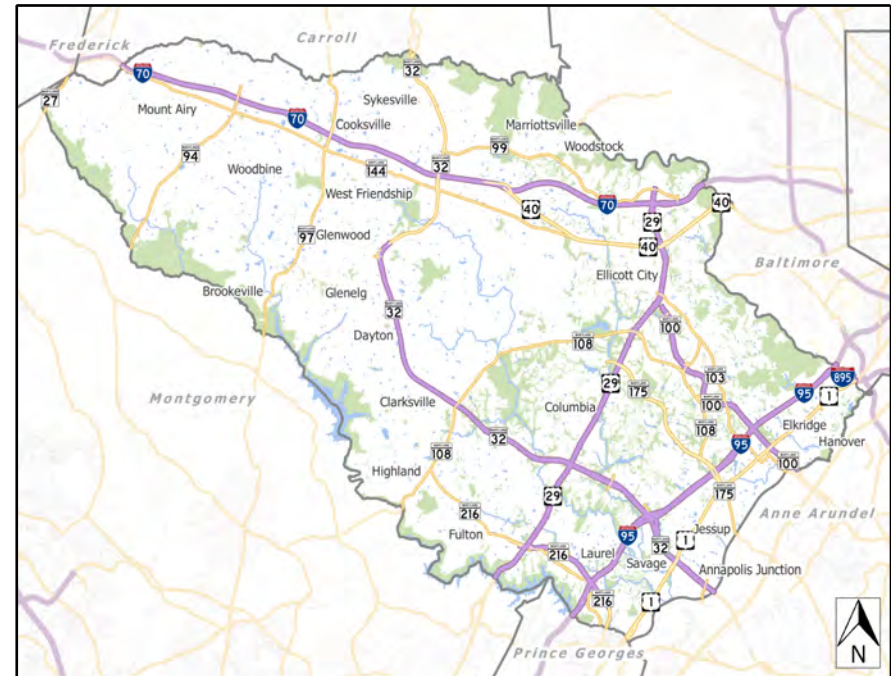 Frederick
Carroll
70
32
27
Mount Airy
70
Sykesville
Cooksville
Marriottsville
94
99
Woodstock
Woodbine
144
32
West Friendship
40
70
40
29
97
Glenwood
40
Baltimore
Ellicott City
Brookeville
Glenelg
32
Dayton
108
100
Montgomery
29
175
103
95
895
Clarksville
Columbia
100
1
108
Elkridge
32
95
Hanover
108
100
Highland
29
175
216
Anne Arundel
Fulton
95
Jessup
1
216
Laurel
32
Savage
Annapolis Junction
216
1
Prince Georges
N